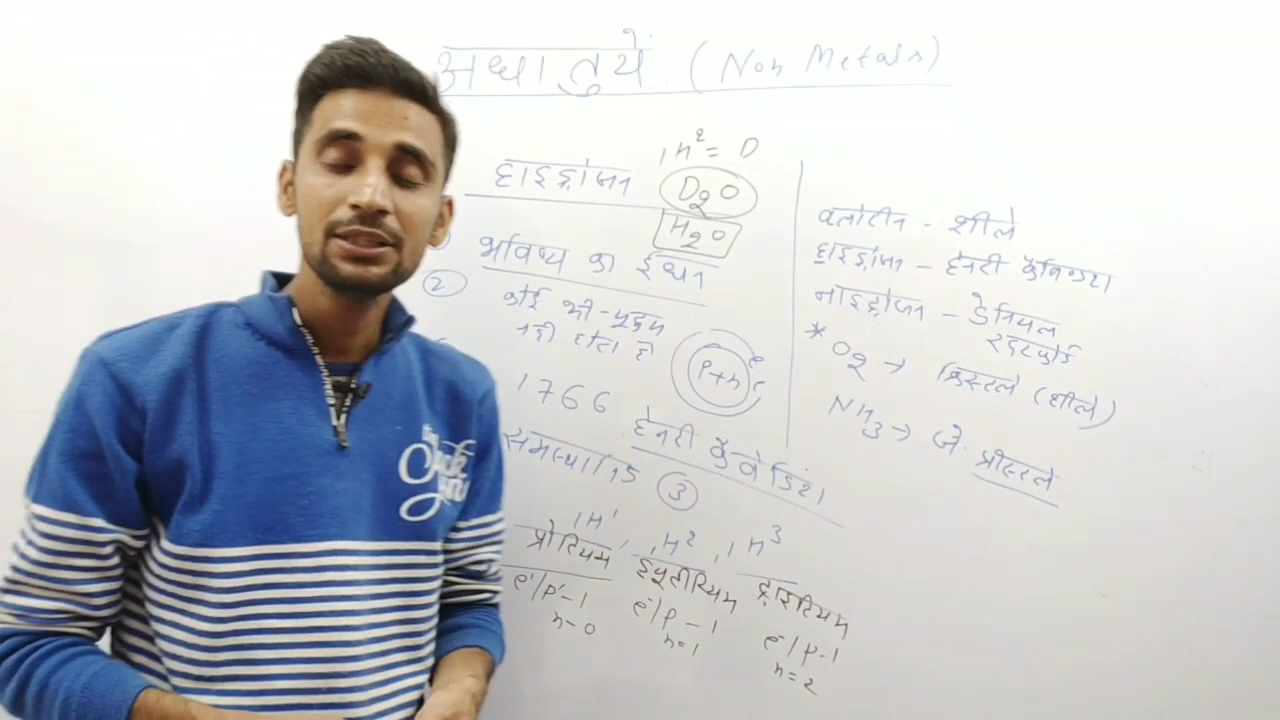 अधातुयें (Non Metals)
₁H² = D
हाइड्रोजन D₂O
H₂O
भविष्य का ईंधन
② कोई भी-न्यूट्रान
नहीं होता है
P+n e⁻ e⁻
1766 हेनरी कैवेंडिश
समस्थानिक ③
₁H¹, ₁H², ₁H³
प्रोटियम ड्यूटीरियम ट्राइटियम
e⁻/p-1 e⁻/p-1 e⁻/p-1
n-0 n=1 n=2
क्लोरीन - शीले
हाइड्रोजन - हेनरी कैवेण्डिश
नाइट्रोजन - डेनियल
रदरफोर्ड
* O₂ → प्रिस्टले (शीले)
NH₃ → जे. प्रीस्टले